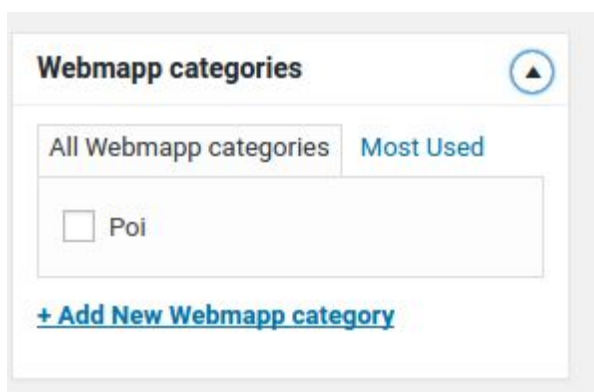 Webmapp categories
All Webmapp categories Most Used
Poi
+ Add New Webmapp category